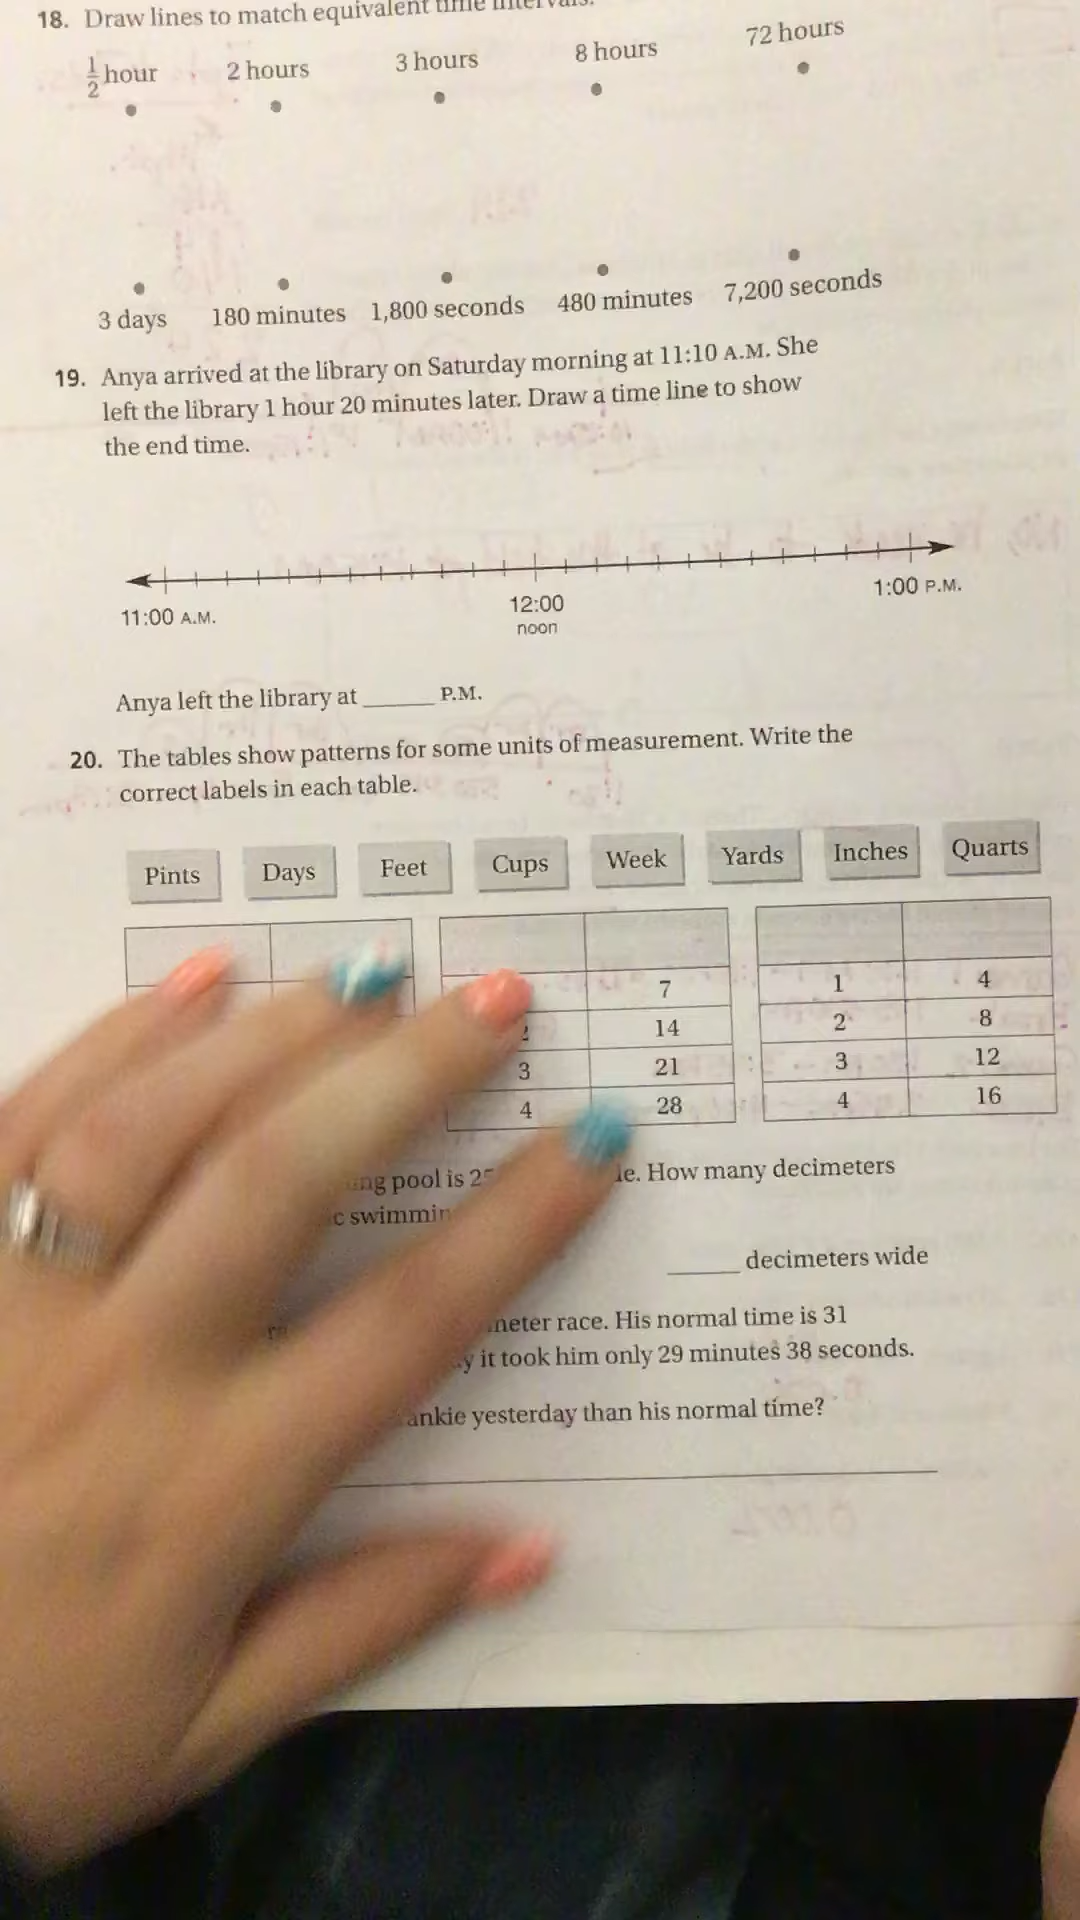 18. Draw lines to match equivalent time intervals.
1/2 hour 2 hours 3 hours 8 hours 72 hours
3 days 180 minutes 1,800 seconds 480 minutes 7,200 seconds
19. Anya arrived at the library on Saturday morning at 11:10 A.M. She
left the library 1 hour 20 minutes later. Draw a time line to show
the end time.
11:00 A.M. 12:00 noon 1:00 P.M.
Anya left the library at ______ P.M.
20. The tables show patterns for some units of measurement. Write the
correct labels in each table.
Pints Days Feet Cups Week Yards Inches Quarts
7 1 4
2 14 2 8
3 21 3 12
4 28 4 16
pool is
How many decimeters
______ decimeters wide
race. His normal time is 31
it took him only 29 minutes 38 seconds.
yesterday than his normal time?